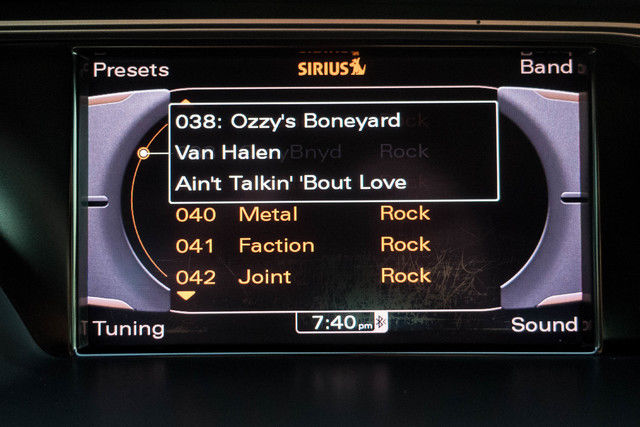 Presets
SIRIUS
Band
038: Ozzy's Boneyard
Van Halen
Ain't Talkin' 'Bout Love
Rock
040 Metal Rock
041 Faction Rock
042 Joint Rock
Tuning
7:40 pm
Sound